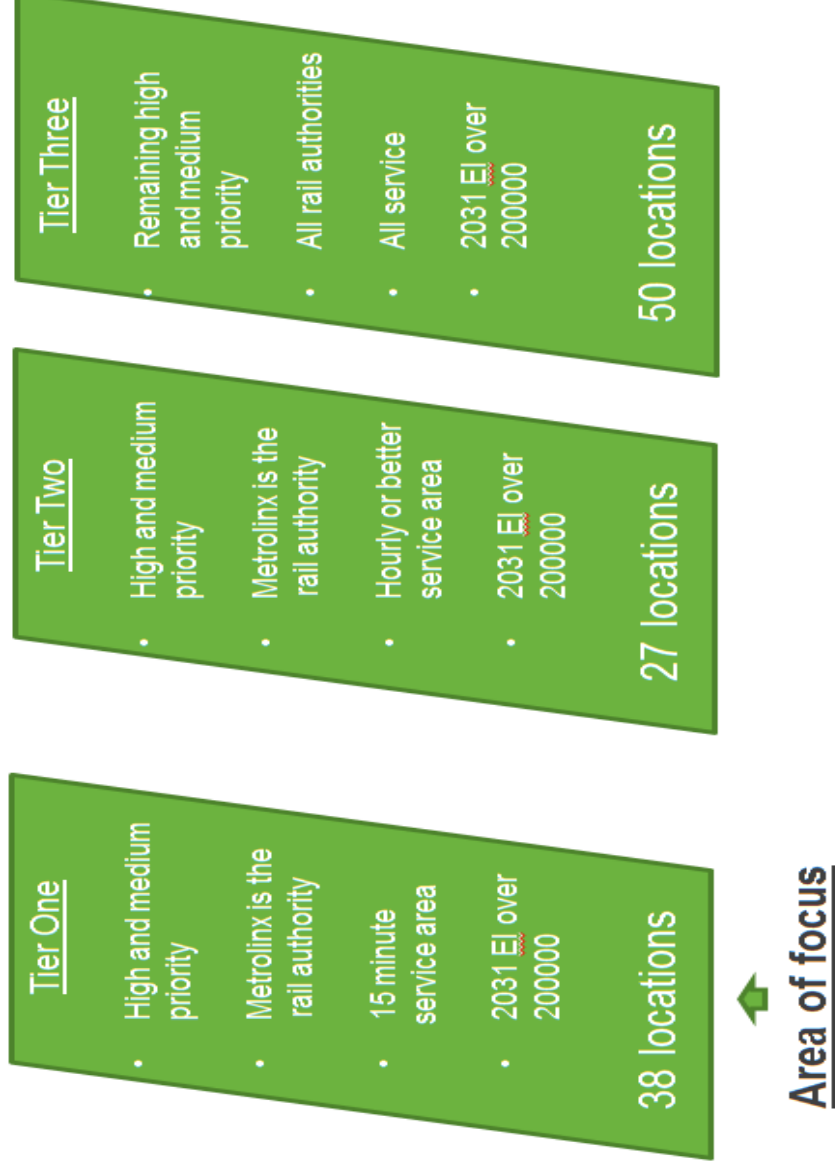 Tier One
• High and medium
priority
• Metrolinx is the
rail authority
• 15 minute
service area
• 2031 EI over
200000
38 locations
Tier Two
• High and medium
priority
• Metrolinx is the
rail authority
• Hourly or better
service area
• 2031 EI over
200000
27 locations
Tier Three
• Remaining high
and medium
priority
• All rail authorities
• All service
• 2031 EI over
200000
50 locations
Area of focus